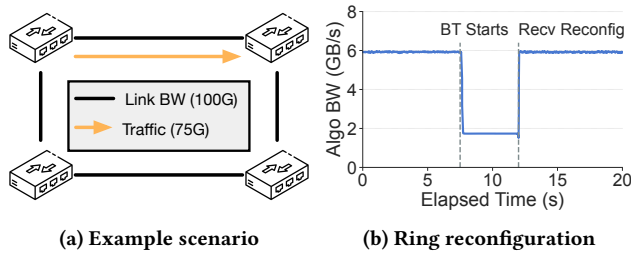 Link BW (100G)
Traffic (75G)
(a) Example scenario
BT Starts
Recv Reconfig
Algo BW (GB/s)
8
6
4
2
0
0
5
10
15
20
Elapsed Time (s)
(b) Ring reconfiguration